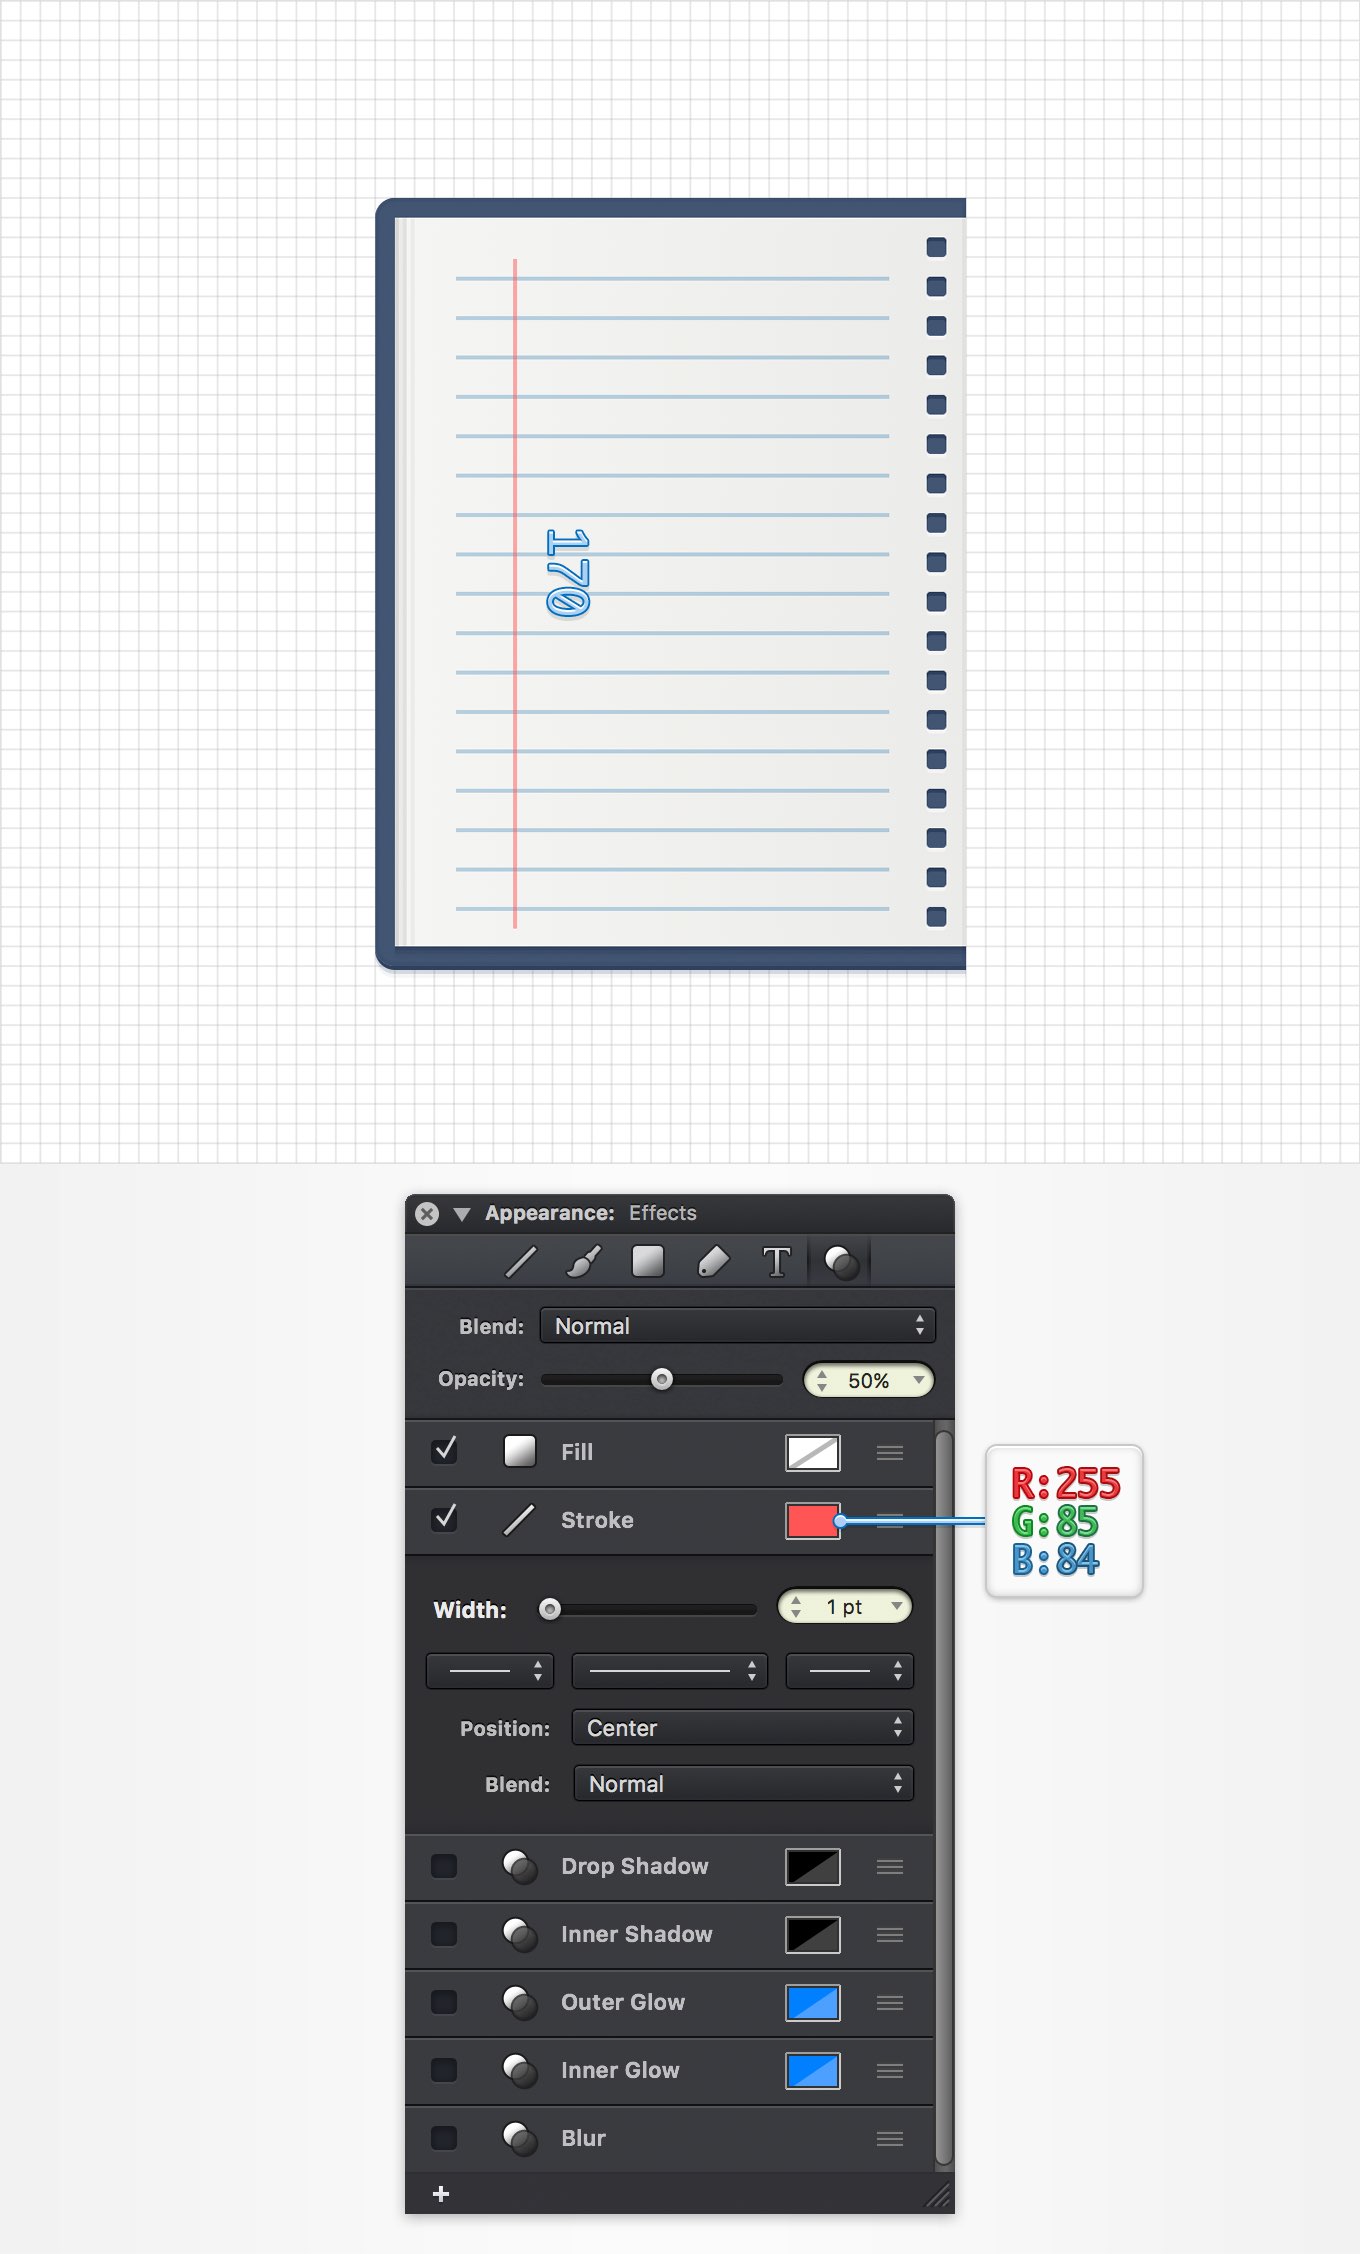 170
Appearance: Effects
T
Blend: Normal
Opacity: 50%
Fill
Stroke
R:255
G:85
B:84
Width: 1 pt
Position: Center
Blend: Normal
Drop Shadow
Inner Shadow
Outer Glow
Inner Glow
Blur
+